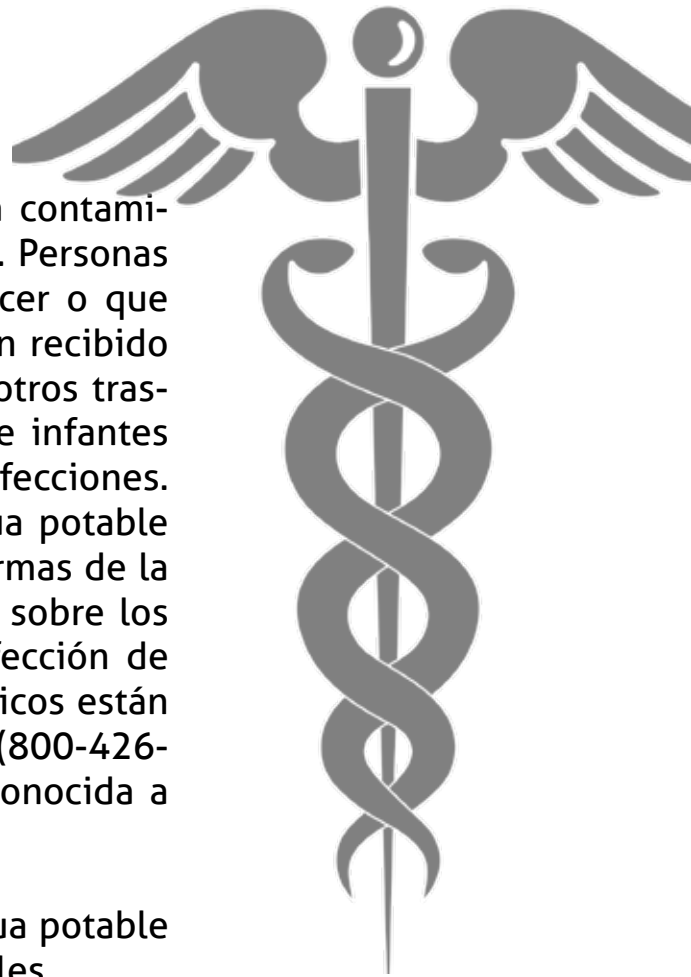 contami-
. Personas
cer o que
n recibido
otros tras-
e infantes
fecciones.
ua potable
rmas de la
sobre los
fección de
icos están
(800-426-
onocida a
ua potable
les